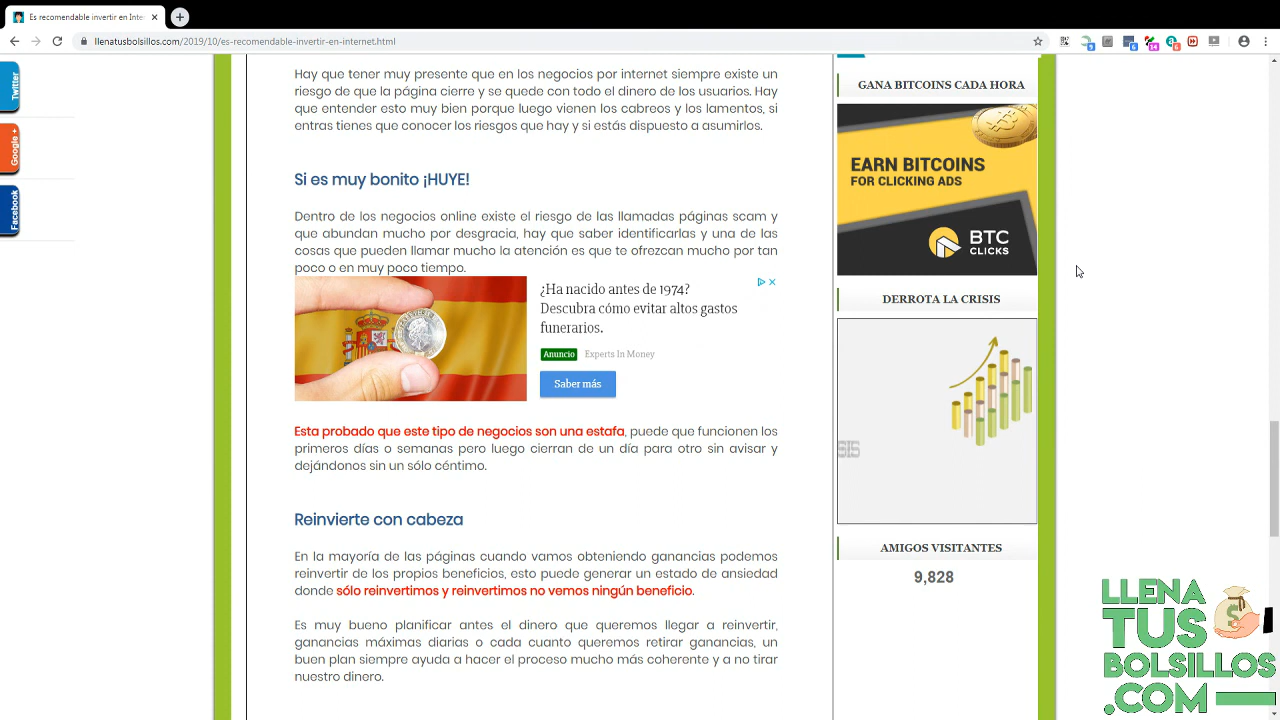 Es recomendable invertir en Inte
llenatusbolsillos.com/2019/10/es-recomendable-invertir-en-internet.html
Twitter
Google +
Facebook
Hay que tener muy presente que en los negocios por internet siempre existe un
riesgo de que la página cierre y se quede con todo el dinero de los usuarios. Hay
que entender esto muy bien porque luego vienen los cabreos y los lamentos, si
entras tienes que conocer los riesgos que hay y si estás dispuesto a asumirlos.
Si es muy bonito ¡HUYE!
Dentro de los negocios online existe el riesgo de las llamadas páginas scam y
que abundan mucho por desgracia, hay que saber identificarlas y una de las
cosas que pueden llamar mucho la atención es que te ofrezcan mucho por tan
poco o en muy poco tiempo.
¿Ha nacido antes de 1974?
Descubra cómo evitar altos gastos
funerarios.
Anuncio Experts In Money
Saber más
Esta probado que este tipo de negocios son una estafa, puede que funcionen los
primeros días o semanas pero luego cierran de un día para otro sin avisar y
dejándonos sin un sólo céntimo.
Reinvierte con cabeza
En la mayoría de las páginas cuando vamos obteniendo ganancias podemos
reinvertir de los propios beneficios, esto puede generar un estado de ansiedad
donde sólo reinvertimos y reinvertimos no vemos ningún beneficio.
Es muy bueno planificar antes el dinero que queremos llegar a reinvertir,
ganancias máximas diarias o cada cuanto queremos retirar ganancias, un
buen plan siempre ayuda a hacer el proceso mucho más coherente y a no tirar
nuestro dinero.
GANA BITCOINS CADA HORA
EARN BITCOINS
FOR CLICKING ADS
BTC
CLICKS
DERROTA LA CRISIS
SIS
AMIGOS VISITANTES
9,828
LLENA
TUS
BOLSILLOS
.COM